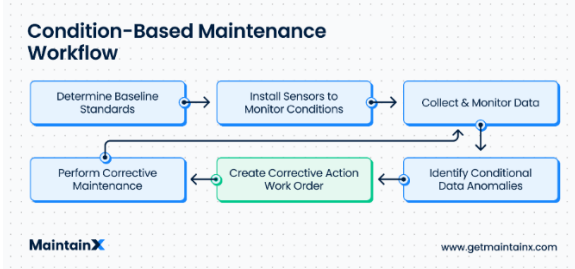 Condition-Based Maintenance
Workflow
Determine Baseline
Standards
Install Sensors to
Monitor Conditions
Collect & Monitor Data
Perform Corrective
Maintenance
Create Corrective Action
Work Order
Identify Conditional
Data Anomalies
MaintainX
www.getmaintainx.com